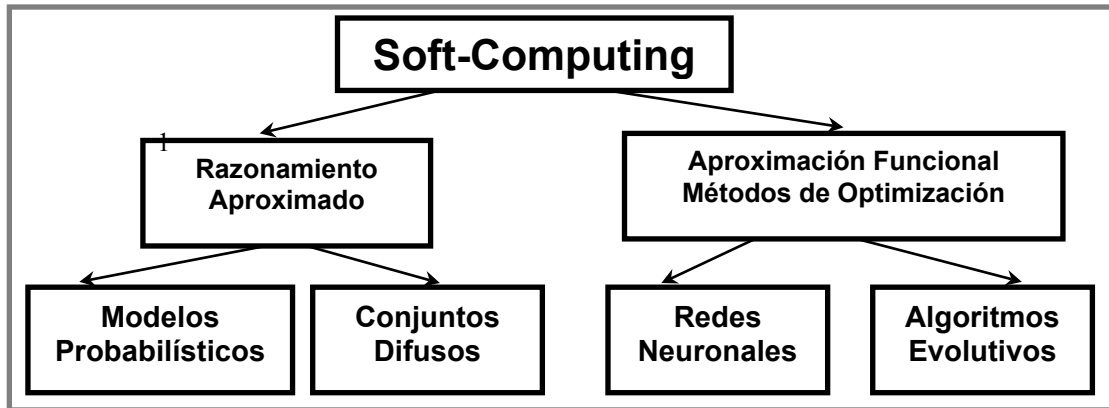 Soft-Computing
1
Razonamiento
Aproximado
Aproximación Funcional
Métodos de Optimización
Modelos
Probabilísticos
Conjuntos
Difusos
Redes
Neuronales
Algoritmos
Evolutivos